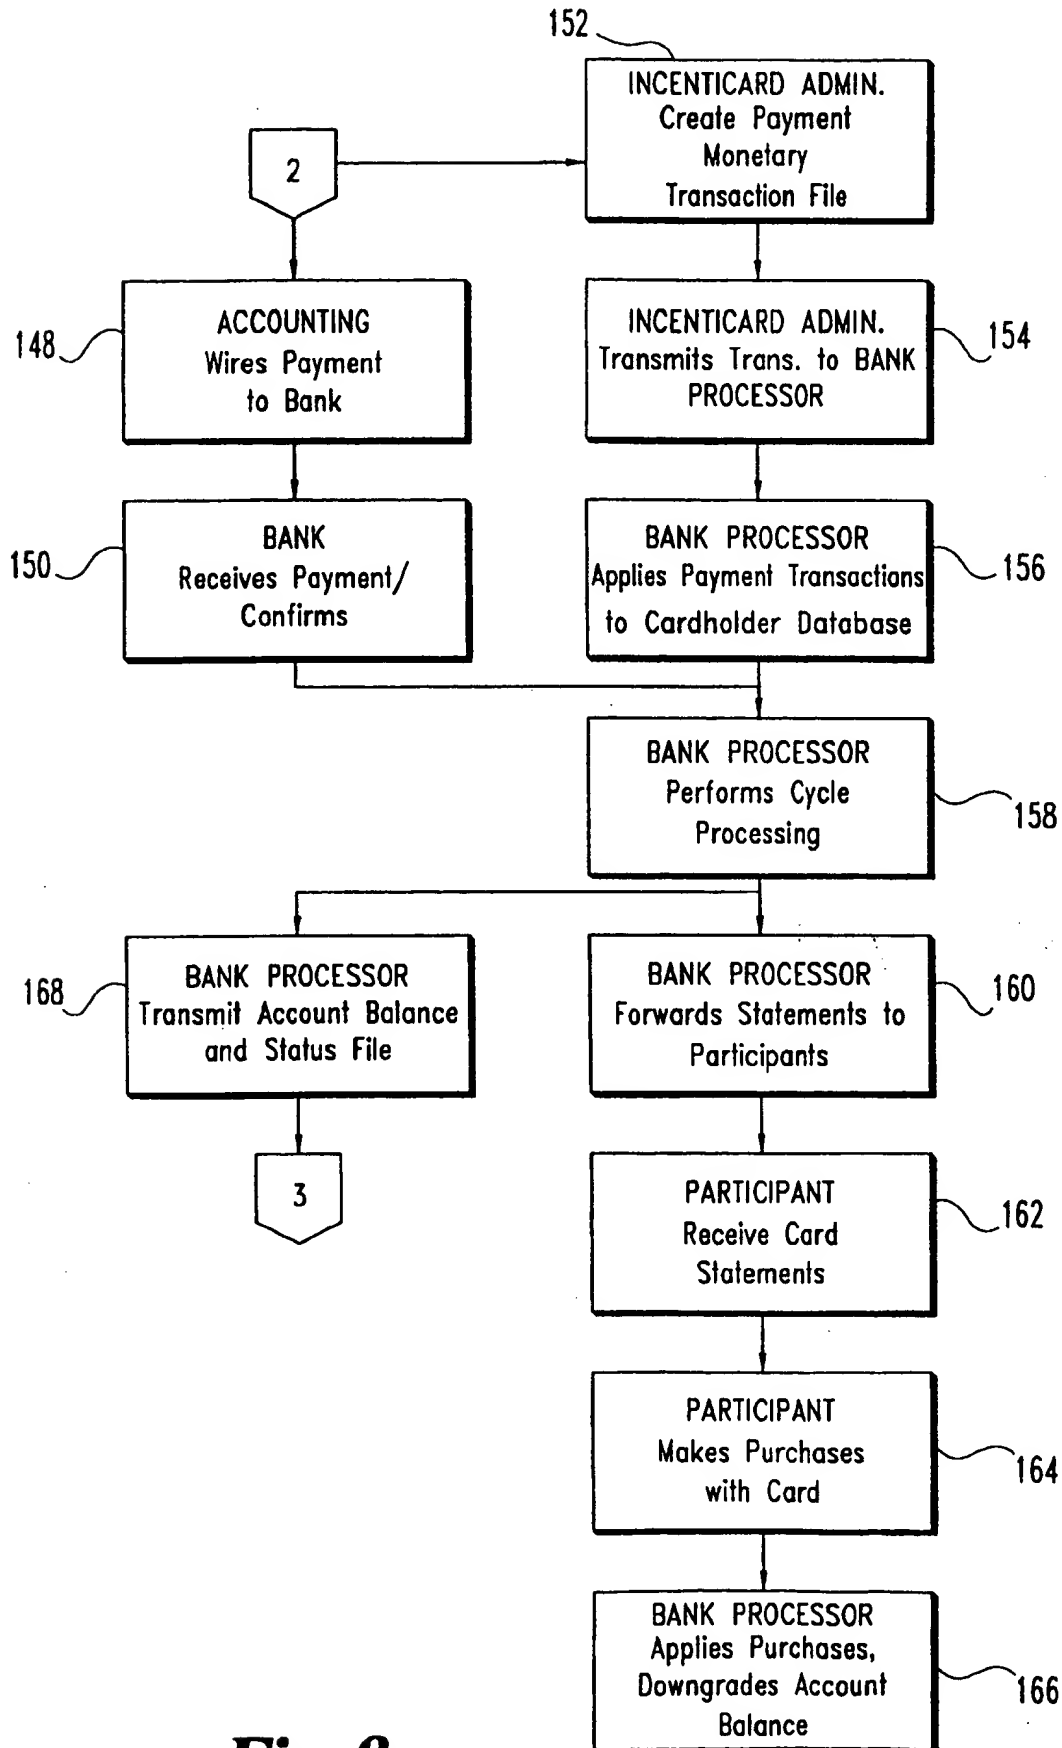 152
INCENTICARD ADMIN.
Create Payment
Monetary
Transaction File
2
148
ACCOUNTING
Wires Payment
to Bank
INCENTICARD ADMIN.
Transmits Trans. to BANK
PROCESSOR
154
150
BANK
Receives Payment/
Confirms
BANK PROCESSOR
Applies Payment Transactions
to Cardholder Database
156
BANK PROCESSOR
Performs Cycle
Processing
158
168
BANK PROCESSOR
Transmit Account Balance
and Status File
BANK PROCESSOR
Forwards Statements to
Participants
160
3
PARTICIPANT
Receive Card
Statements
162
PARTICIPANT
Makes Purchases
with Card
164
BANK PROCESSOR
Applies Purchases,
Downgrades Account
Balance
166